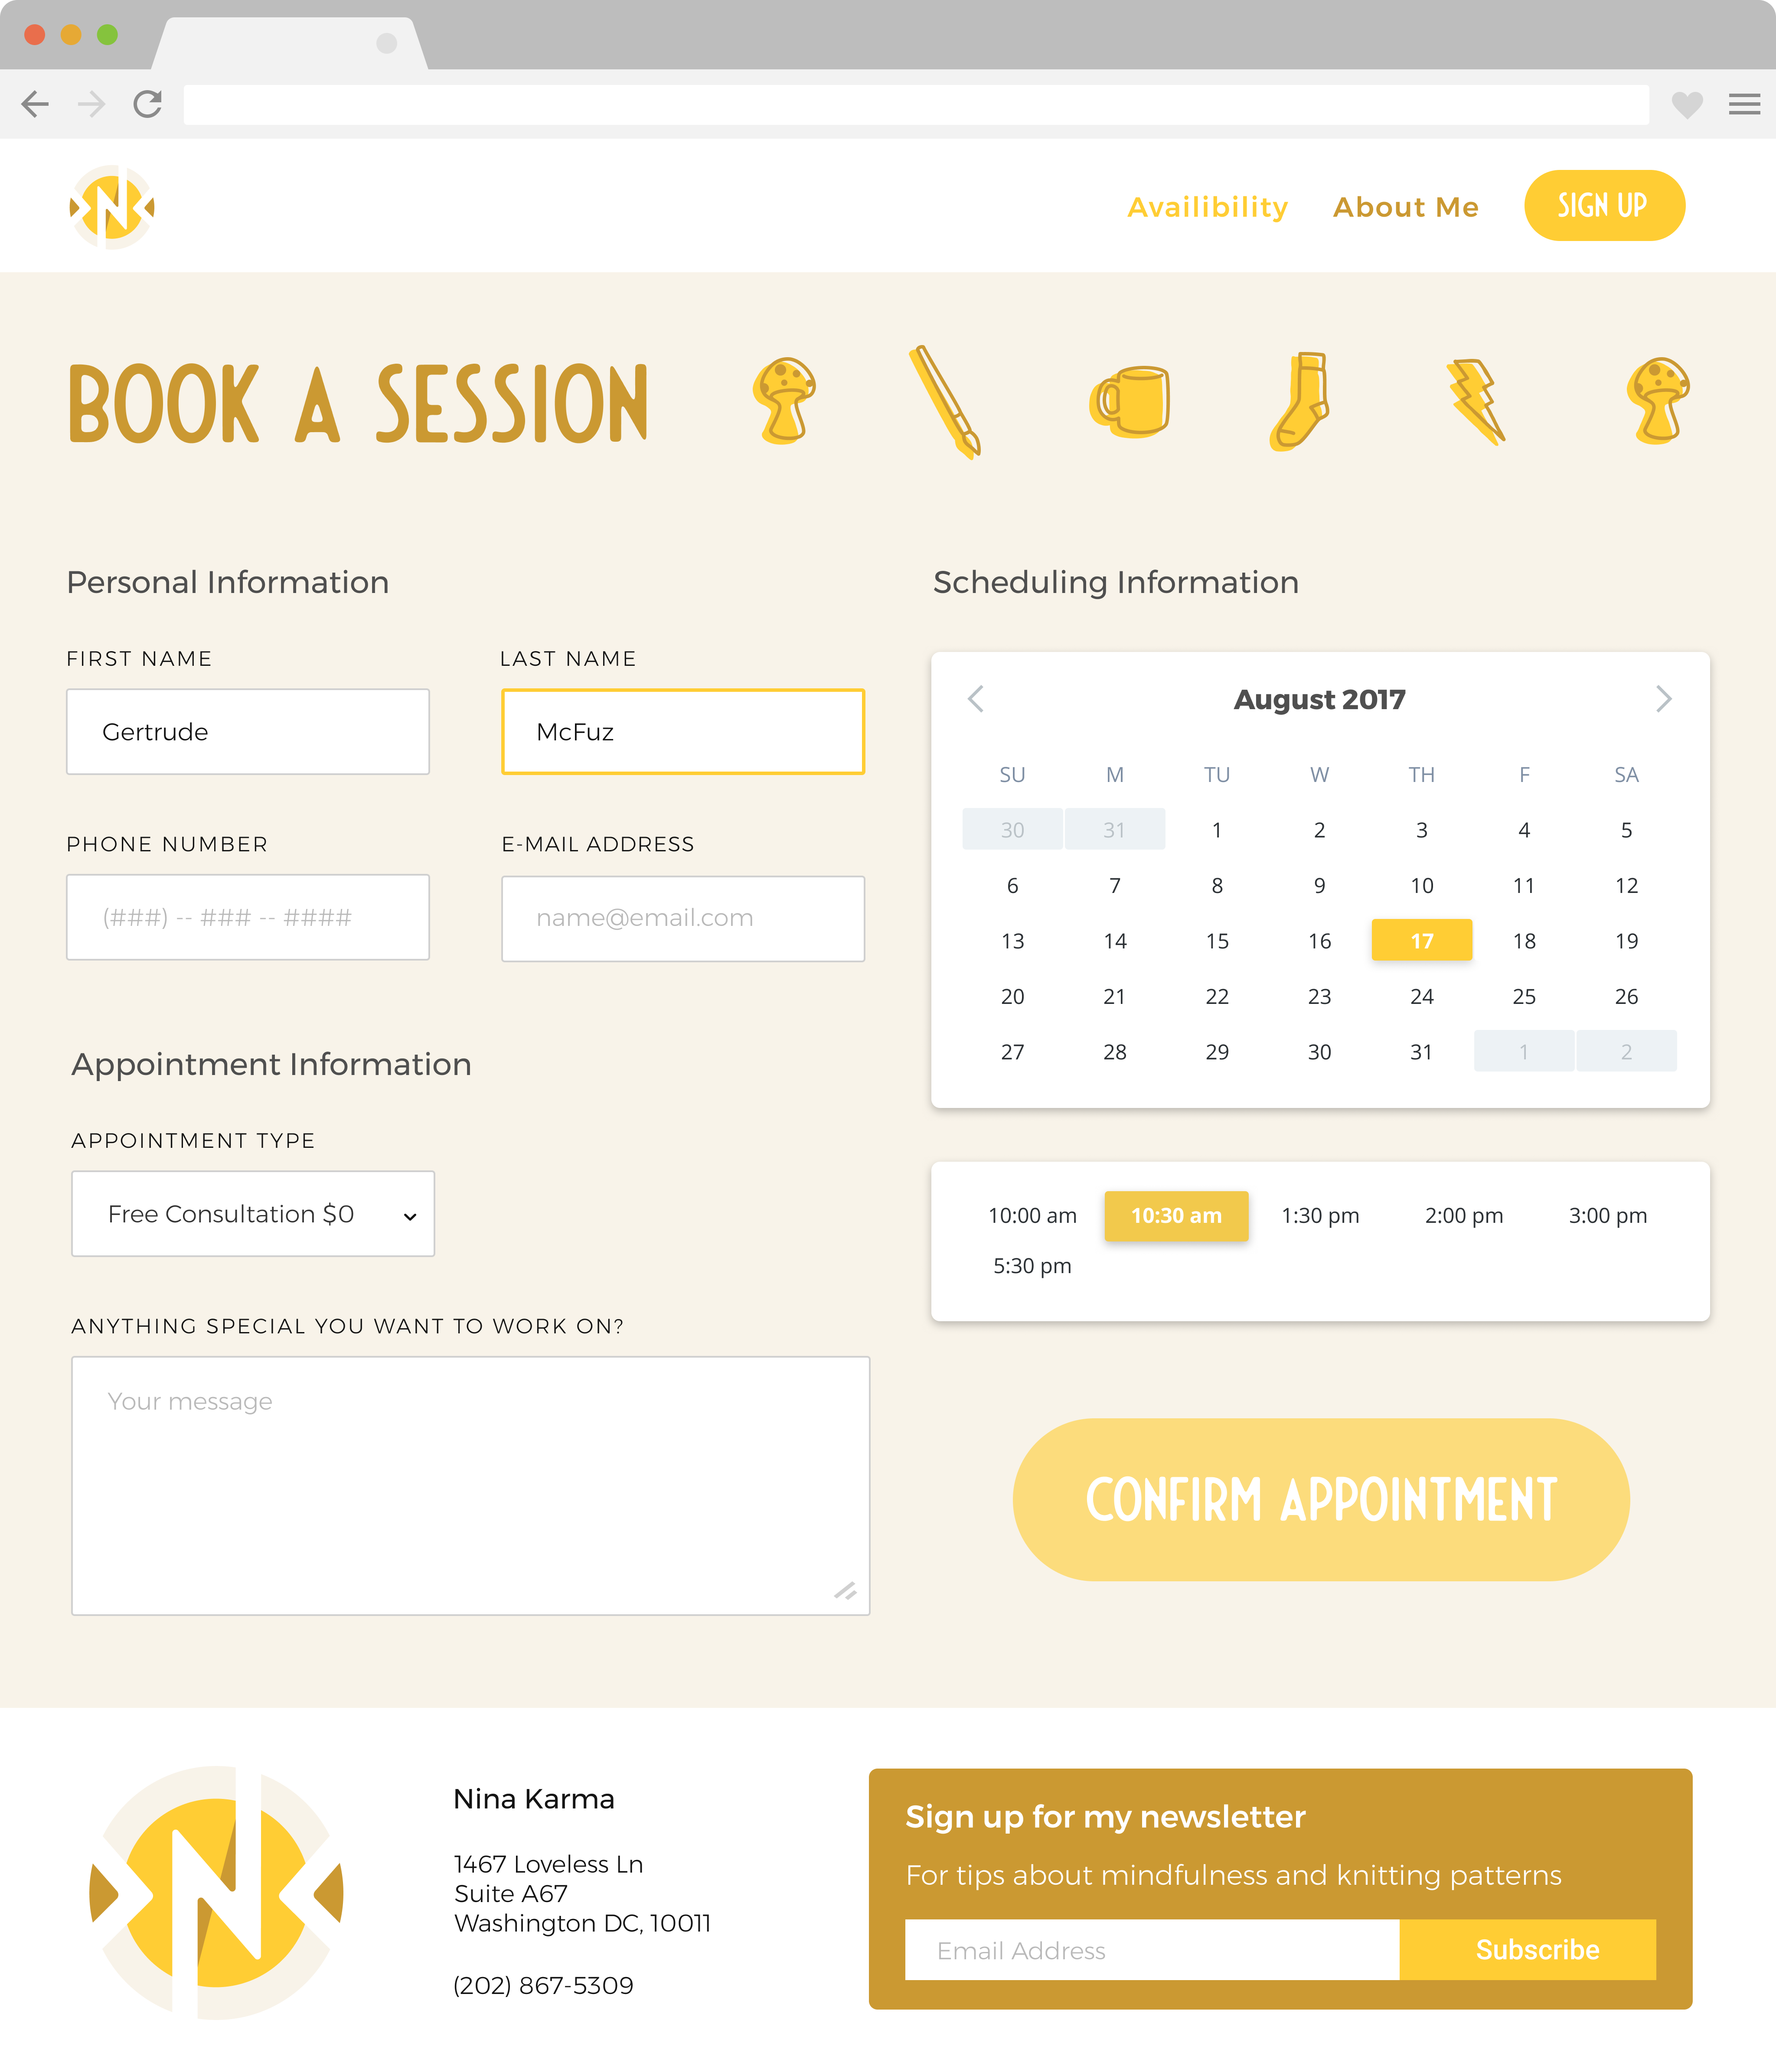 Availibility About Me SIGN UP
BOOK A SESSION
Personal Information
FIRST NAME LAST NAME
Gertrude McFuz
PHONE NUMBER E-MAIL ADDRESS
(###) -- ### -- #### name@email.com
Appointment Information
APPOINTMENT TYPE
Free Consultation $0
ANYTHING SPECIAL YOU WANT TO WORK ON?
Your message
Scheduling Information
August 2017
SU M TU W TH F SA
30 31 1 2 3 4 5
6 7 8 9 10 11 12
13 14 15 16 17 18 19
20 21 22 23 24 25 26
27 28 29 30 31 1 2
10:00 am 10:30 am 1:30 pm 2:00 pm 3:00 pm
5:30 pm
CONFIRM APPOINTMENT
N
Nina Karma
1467 Loveless Ln
Suite A67
Washington DC, 10011
(202) 867-5309
Sign up for my newsletter
For tips about mindfulness and knitting patterns
Email Address Subscribe